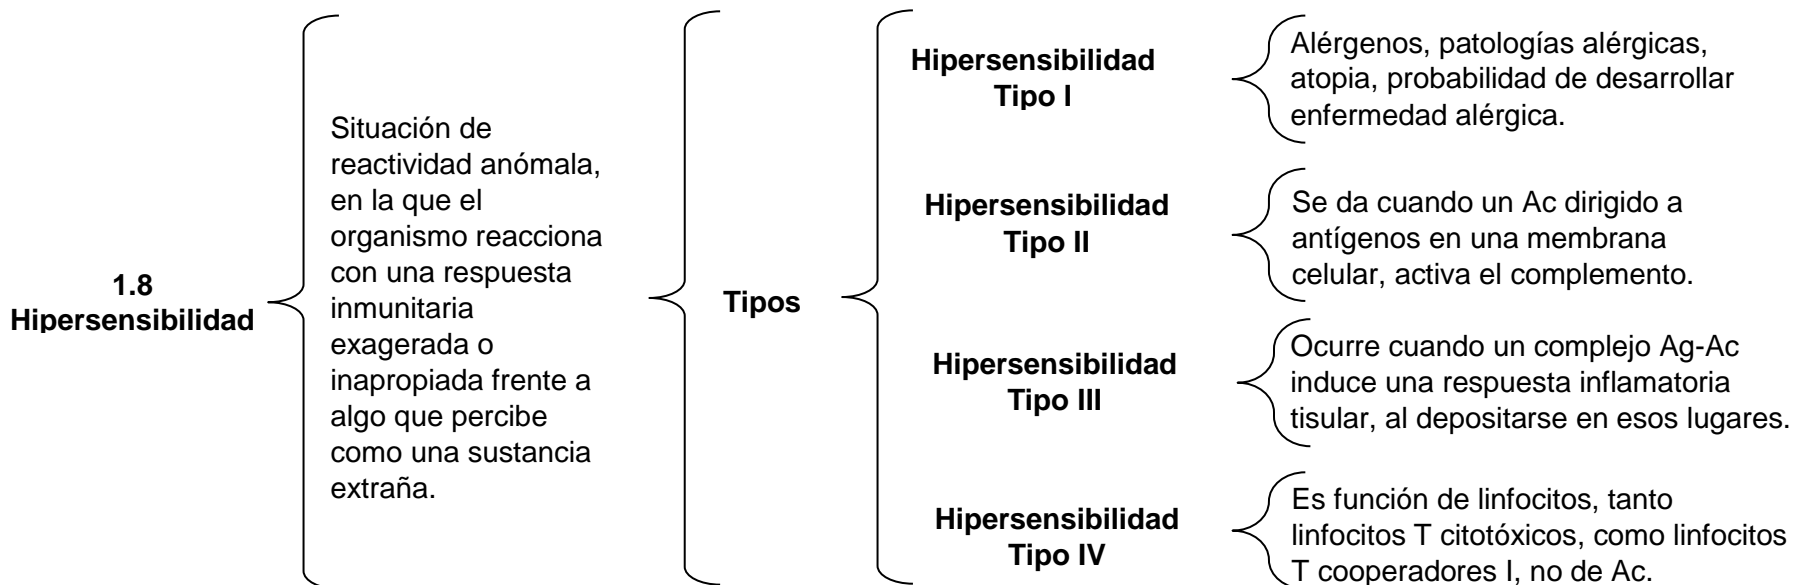 1.8
Hipersensibilidad
Situación de
reactividad anómala,
en la que el
organismo reacciona
con una respuesta
inmunitaria
exagerada o
inapropiada frente a
algo que percibe
como una sustancia
extraña.
Tipos
Hipersensibilidad
Tipo I
Alérgenos, patologías alérgicas,
atopia, probabilidad de desarrollar
enfermedad alérgica.
Hipersensibilidad
Tipo II
Se da cuando un Ac dirigido a
antígenos en una membrana
celular, activa el complemento.
Hipersensibilidad
Tipo III
Ocurre cuando un complejo Ag-Ac
induce una respuesta inflamatoria
tisular, al depositarse en esos lugares.
Hipersensibilidad
Tipo IV
Es función de linfocitos, tanto
linfocitos T citotóxicos, como linfocitos
T cooperadores I, no de Ac.